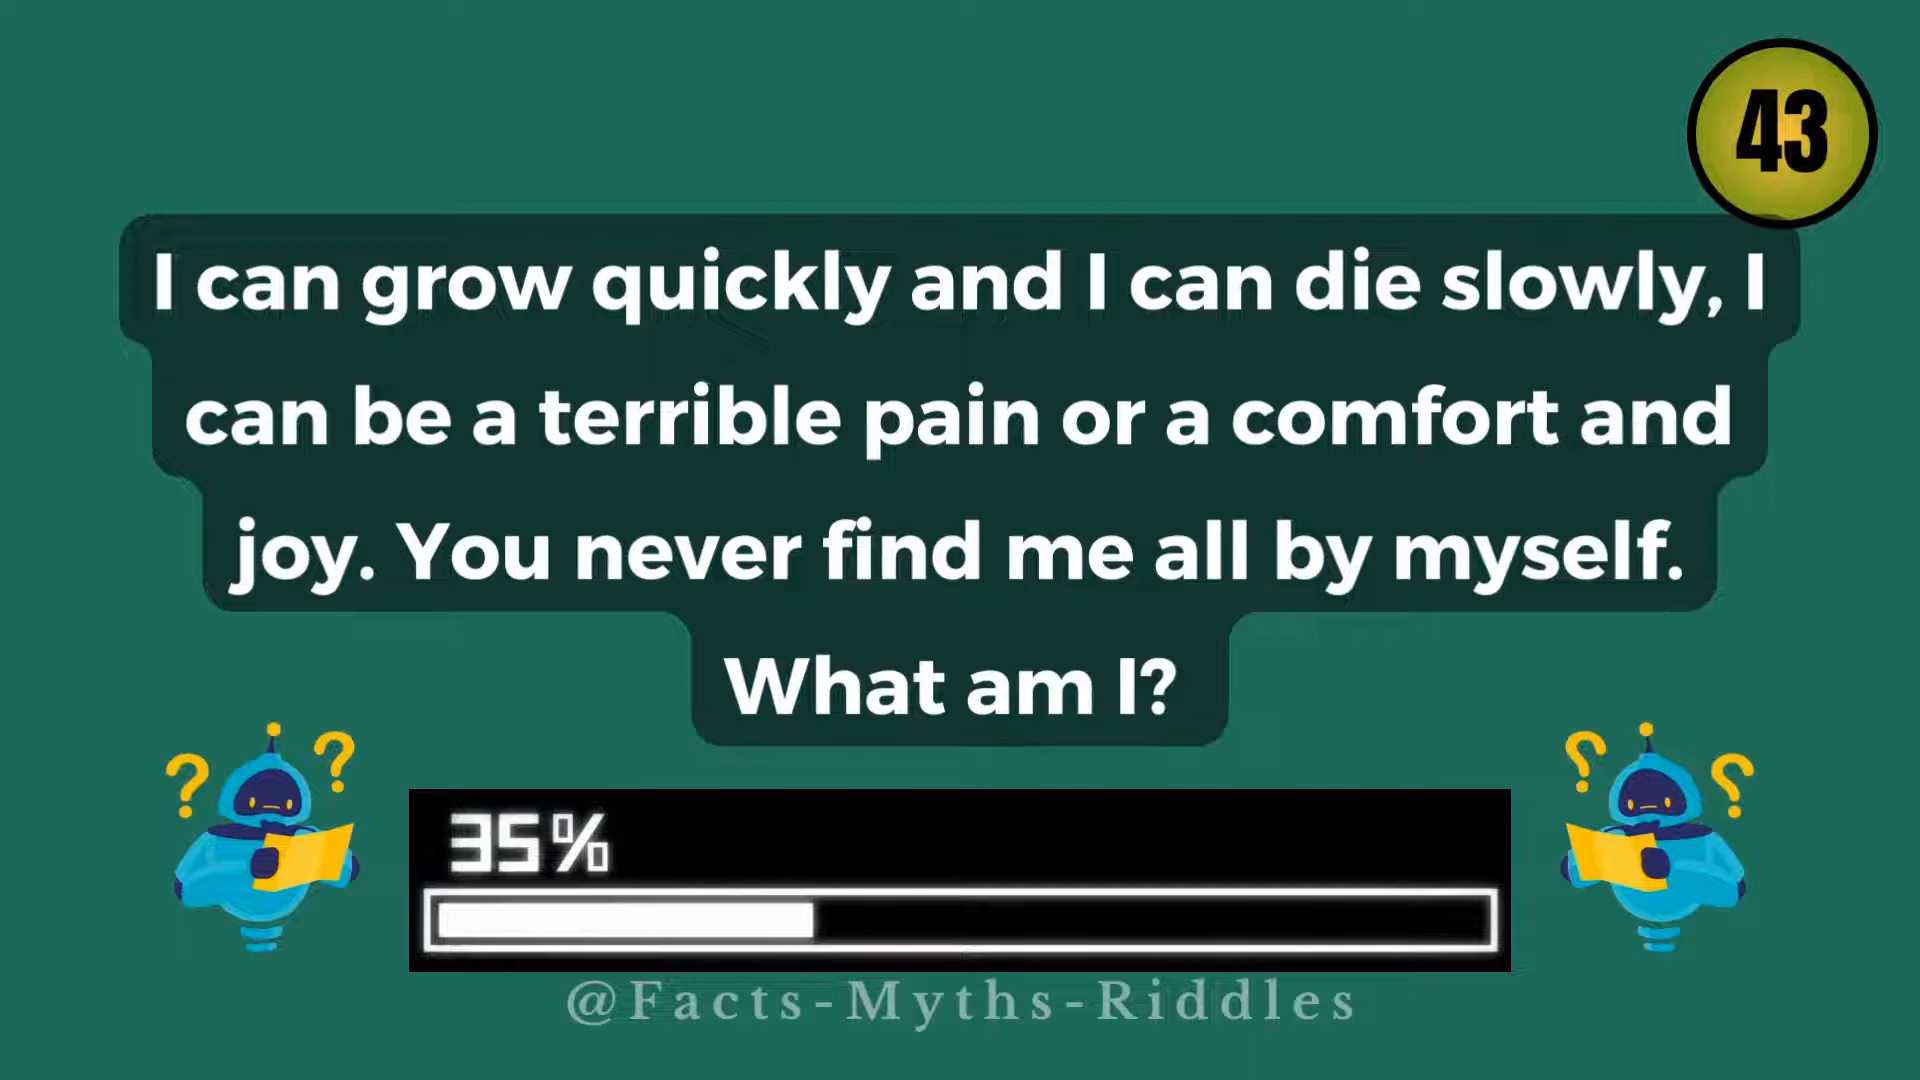 43
I can grow quickly and I can die slowly, I
can be a terrible pain or a comfort and
joy. You never find me all by myself.
What am I?
? ?
? ?
35%
@Facts-Myths-Riddles